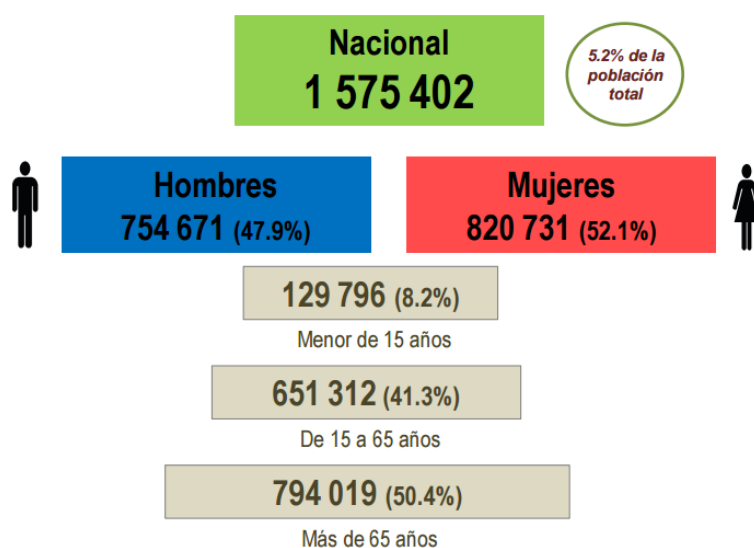 Nacional
1 575 402
5.2% de la
población
total
Hombres
754 671 (47.9%)
Mujeres
820 731 (52.1%)
129 796 (8.2%)
Menor de 15 años
651 312 (41.3%)
De 15 a 65 años
794 019 (50.4%)
Más de 65 años